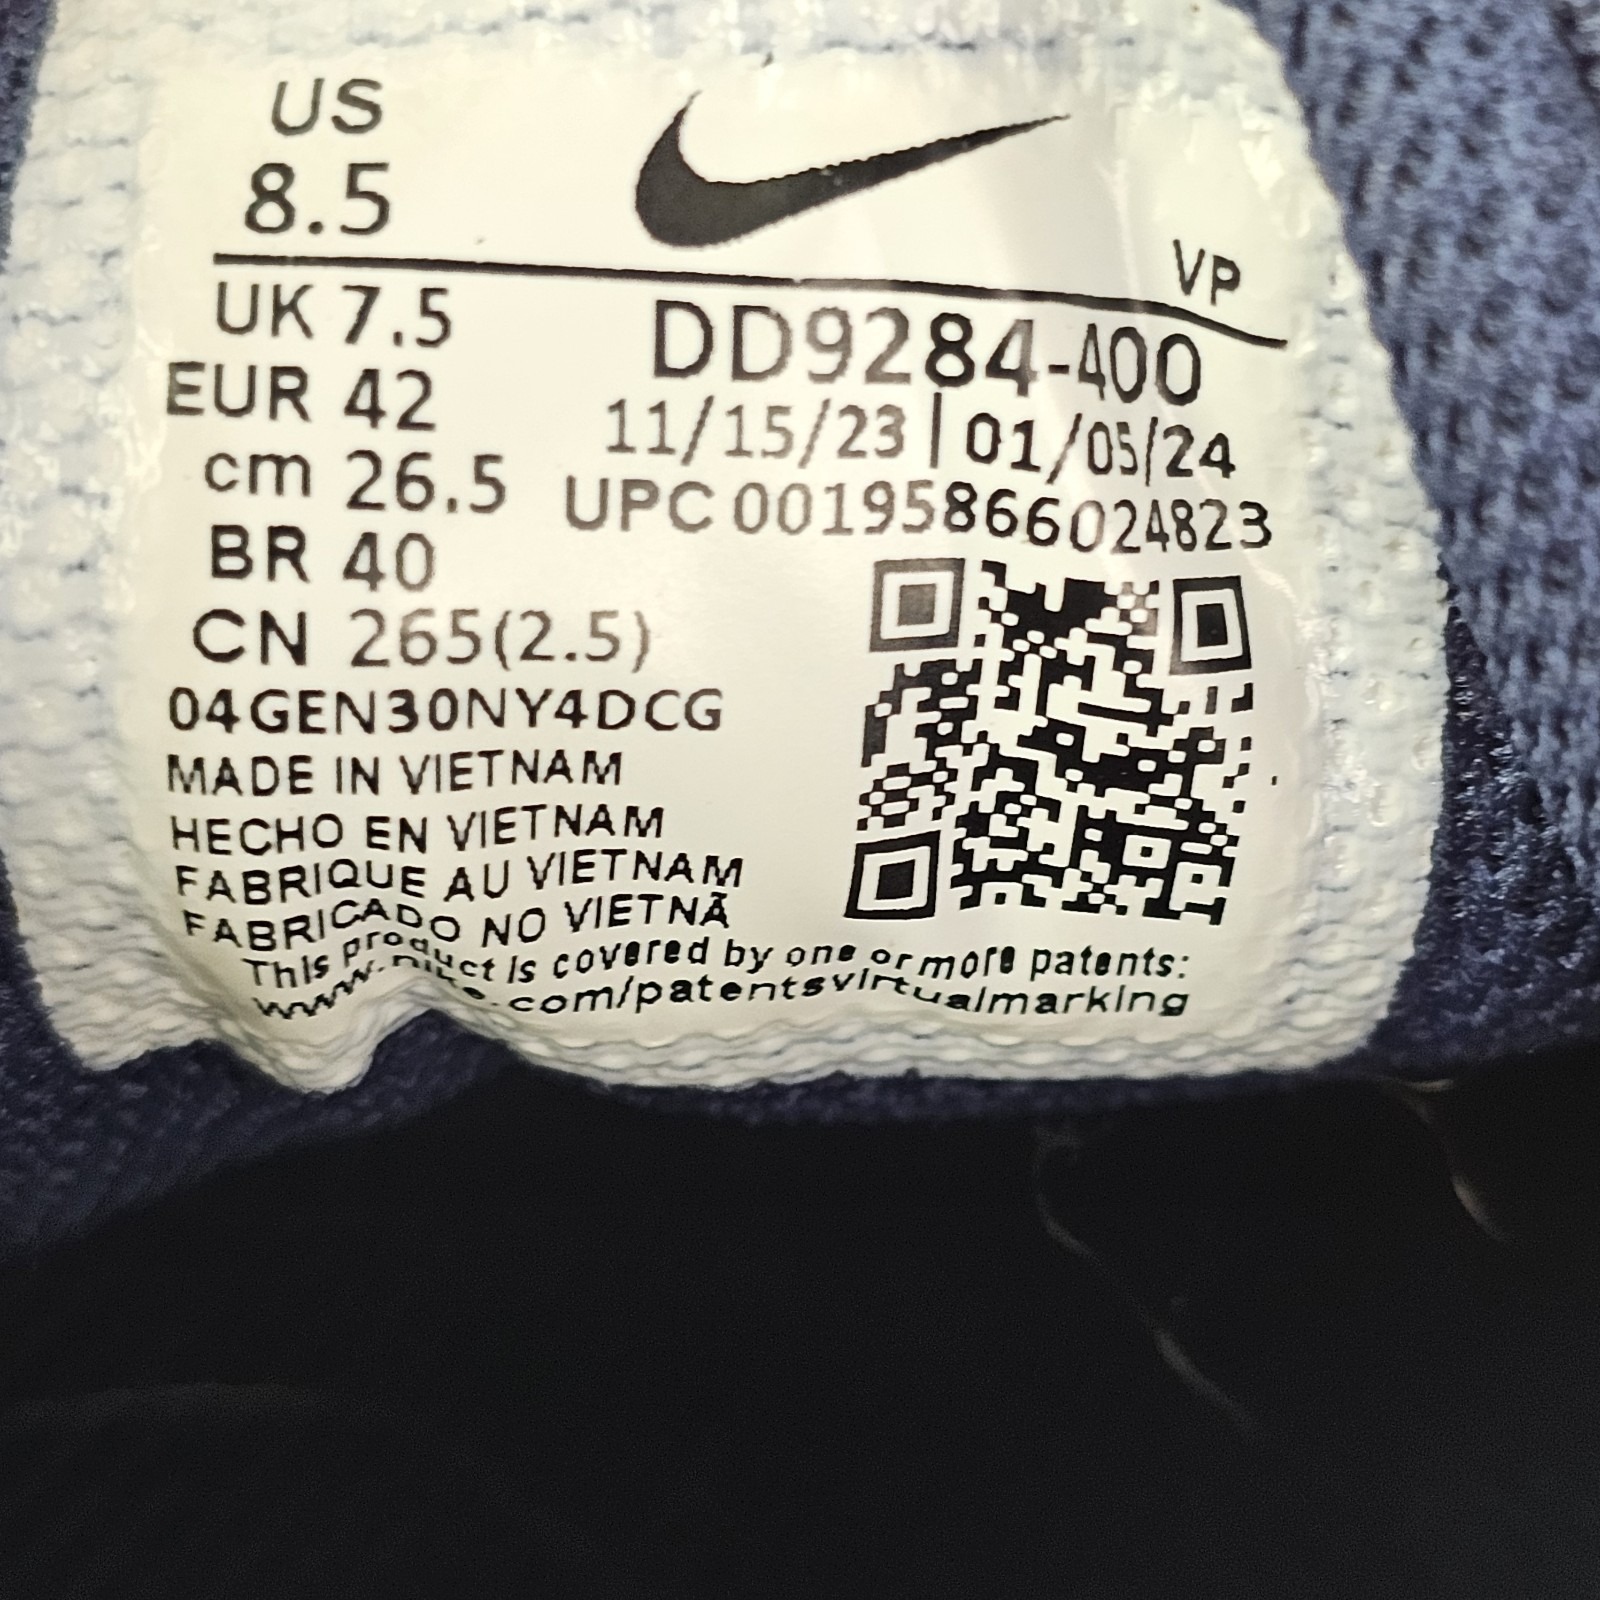 US
8.5
VP
UK 7.5
EUR 42
cm 26.5
BR 40
CN 265(2.5)
DD9284-400
11/15/23 | 01/05/24
UPC 00195866024823
04GEN30NY4DCG
MADE IN VIETNAM
HECHO EN VIETNAM
FABRIQUE AU VIETNAM
FABRICADO NO VIETNÃ
This product is covered by one or more patents:
www.nike.com/patentsvirtualmarking